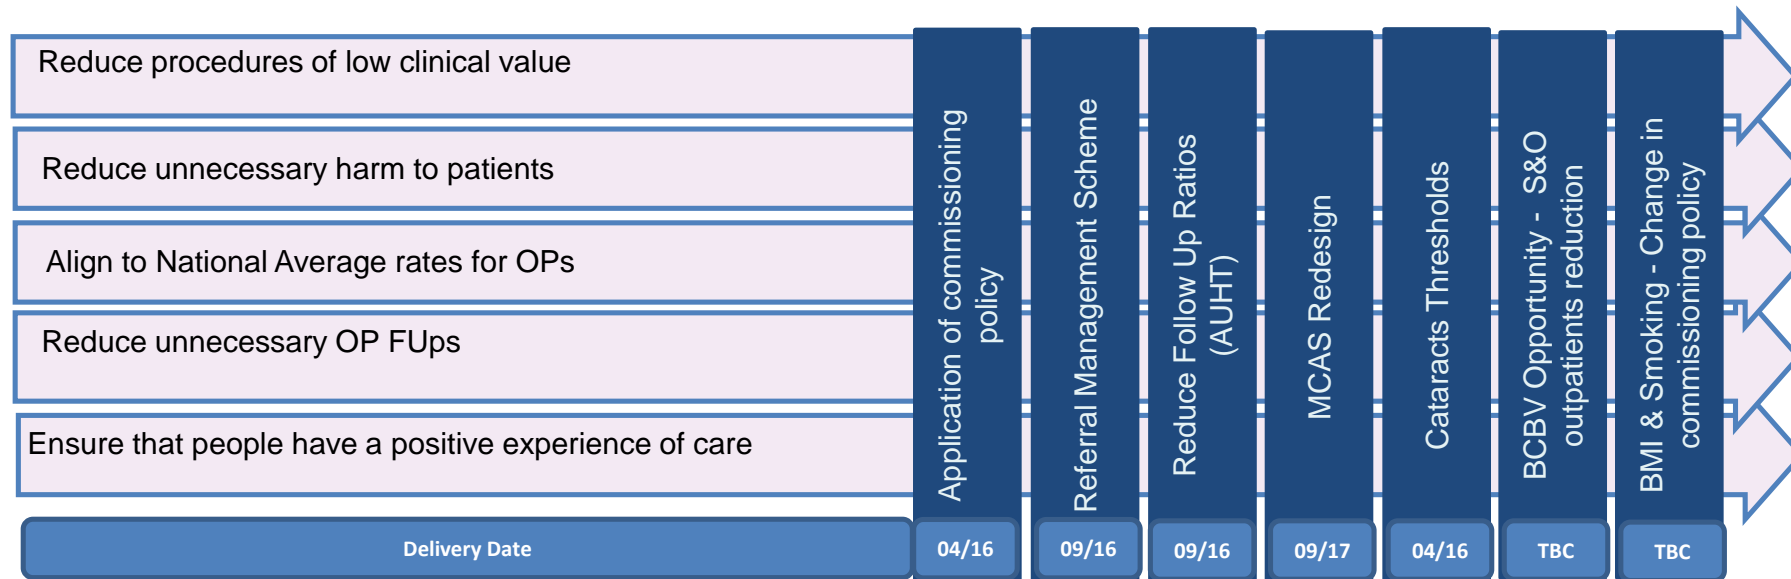 Reduce procedures of low clinical value
Reduce unnecessary harm to patients
Align to National Average rates for OPs
Reduce unnecessary OP FUps
Ensure that people have a positive experience of care
Application of commissioning
policy
Referral Management Scheme
Reduce Follow Up Ratios
(AUHT)
MCAS Redesign
Cataracts Thresholds
BCBV Opportunity - S&O
outpatients reduction
BMI & Smoking - Change in
commissioning policy
Delivery Date
04/16
09/16
09/16
09/17
04/16
TBC
TBC